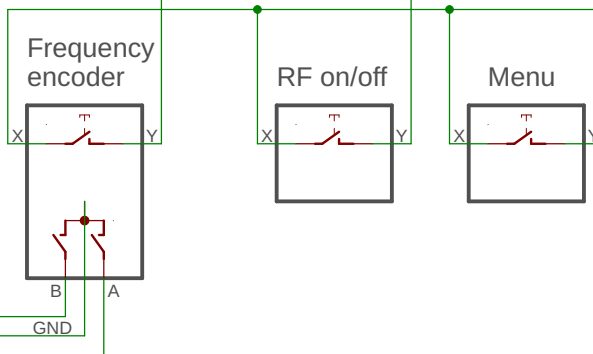 Frequency
encoder
RF on/off
Menu
X
Y
X
Y
X
Y
B
A
GND